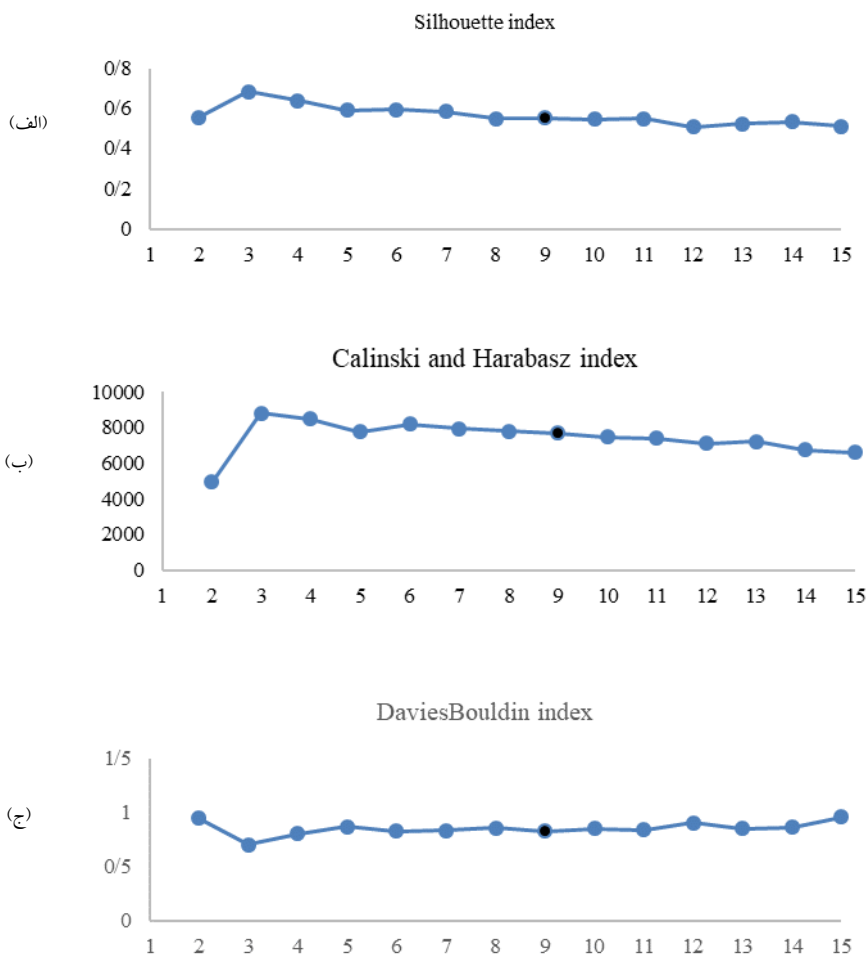 Silhouette index
(الف)
0/8
0/6
0/4
0/2
0
1 2 3 4 5 6 7 8 9 10 11 12 13 14 15
Calinski and Harabasz index
(ب)
10000
8000
6000
4000
2000
0
1 2 3 4 5 6 7 8 9 10 11 12 13 14 15
DaviesBouldin index
(ج)
1/5
1
0/5
0
1 2 3 4 5 6 7 8 9 10 11 12 13 14 15